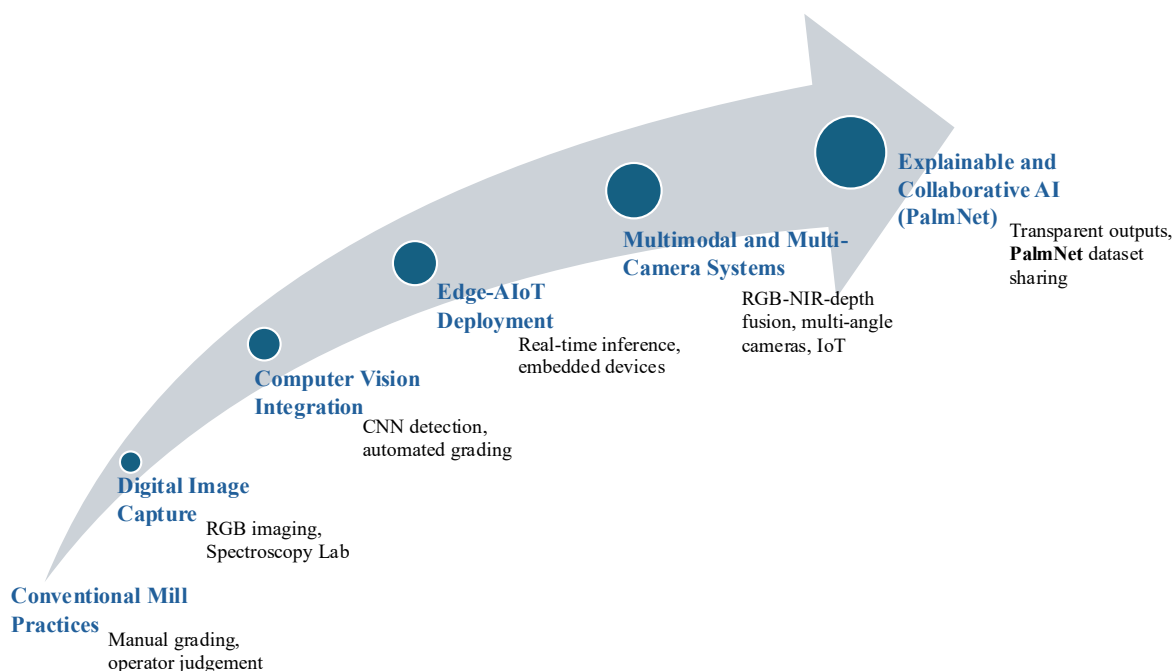 Explainable and
Collaborative AI
(PalmNet)
Transparent outputs,
PalmNet dataset
sharing
Multimodal and Multi-
Camera Systems
RGB-NIR-depth
fusion, multi-angle
cameras, IoT
Edge-AIoT
Deployment
Real-time inference,
embedded devices
Computer Vision
Integration
CNN detection,
automated grading
Digital Image
Capture
RGB imaging,
Spectroscopy Lab
Conventional Mill
Practices
Manual grading,
operator judgement